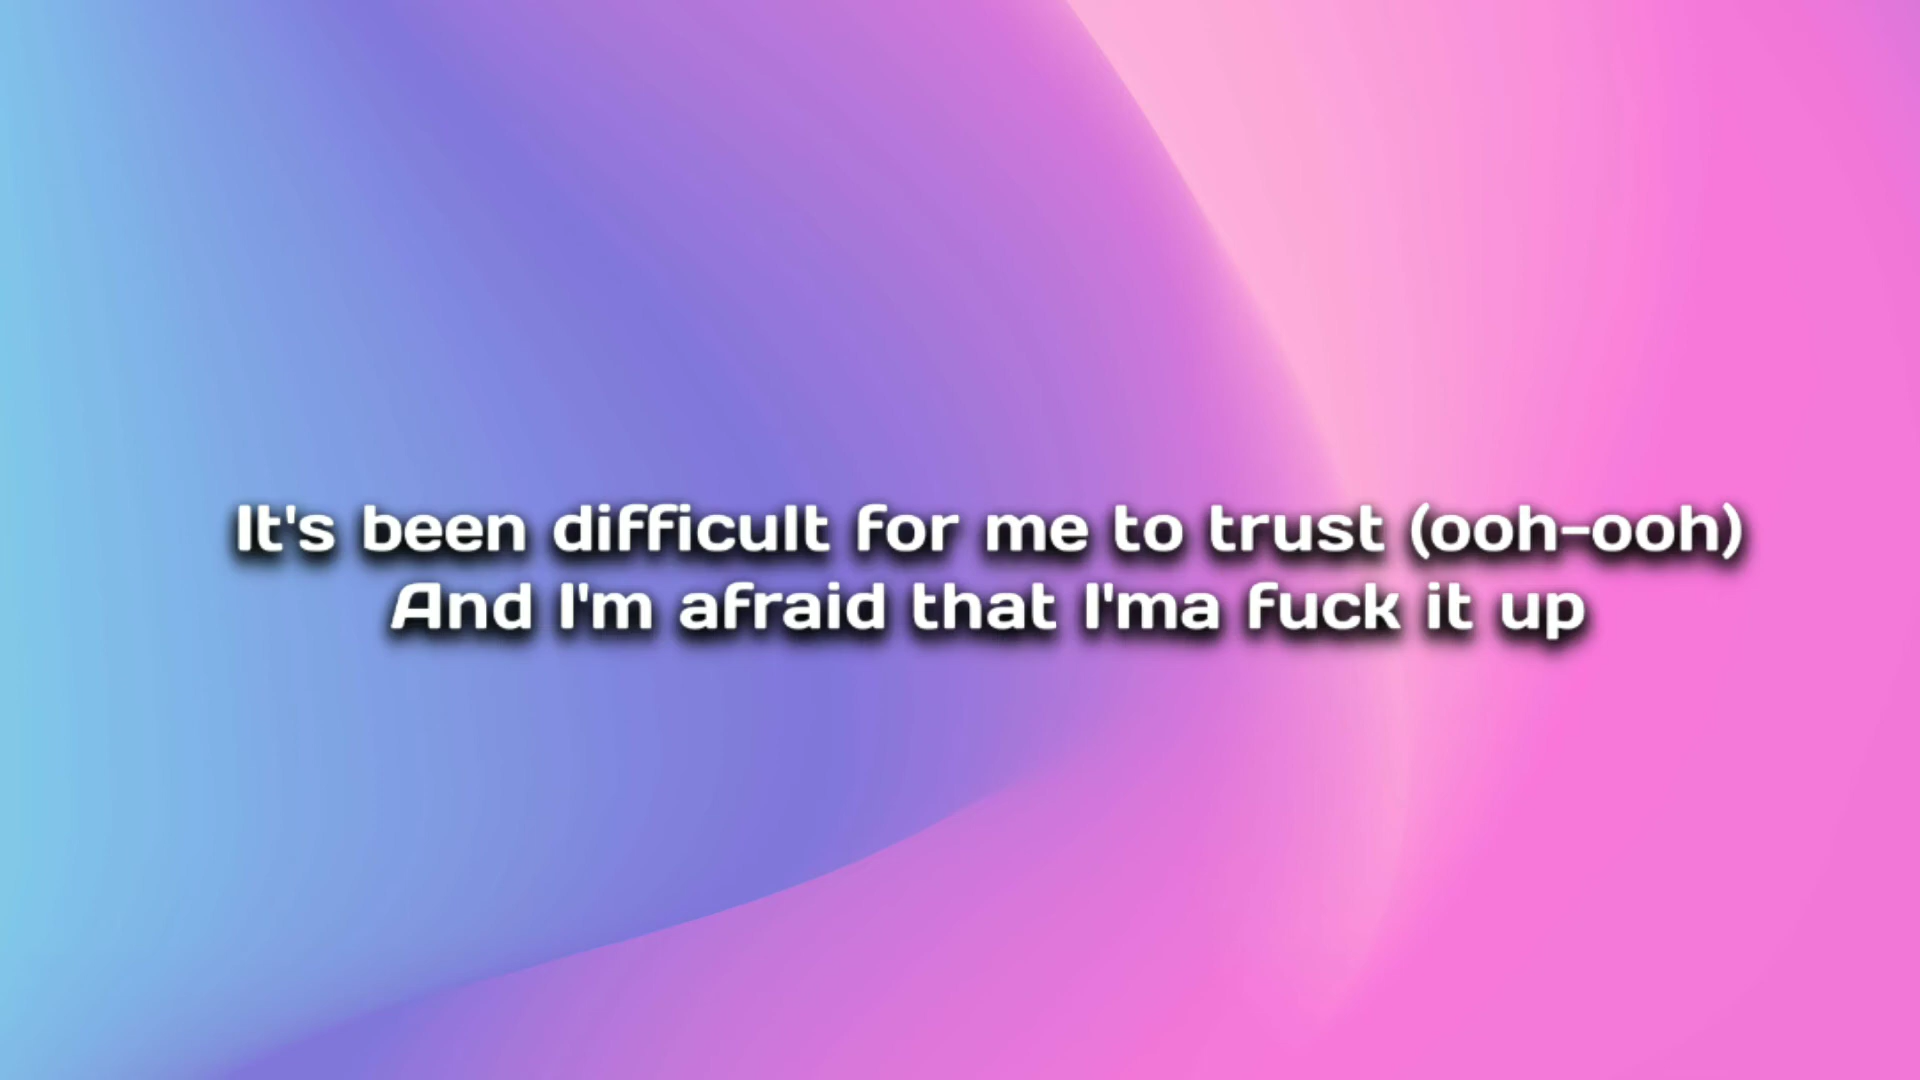 It's been difficult for me to trust (ooh-ooh)
And I'm afraid that I'ma fuck it up